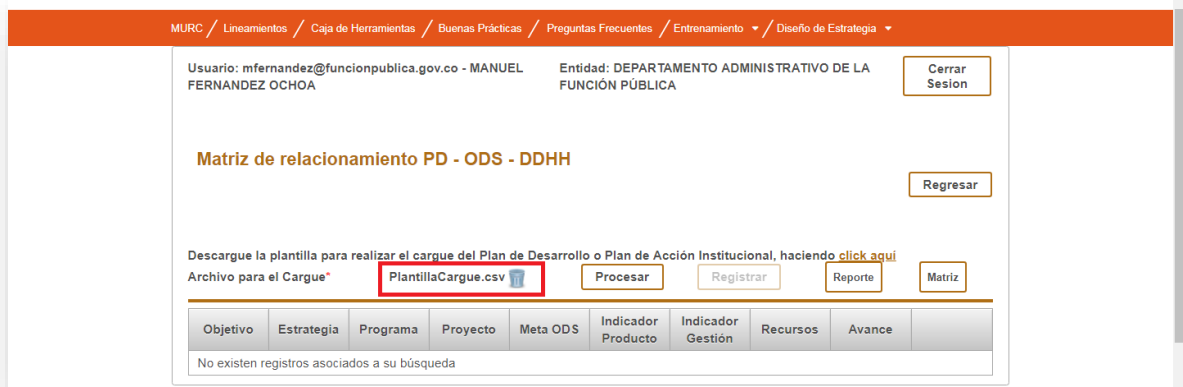 MURC / Lineamientos / Caja de Herramientas / Buenas Prácticas / Preguntas Frecuentes / Entrenamiento / Diseño de Estrategia
Usuario: mfernandez@funcionpublica.gov.co - MANUEL
FERNANDEZ OCHOA
Entidad: DEPARTAMENTO ADMINISTRATIVO DE LA
FUNCIÓN PÚBLICA
Cerrar
Sesion
Matriz de relacionamiento PD - ODS - DDHH
Regresar
Descargue la plantilla para realizar el cargue del Plan de Desarrollo o Plan de Acción Institucional, haciendo click aquí
Archivo para el Cargue* PlantillaCargue.csv Procesar Registrar Reporte Matriz
Objetivo Estrategia Programa Proyecto Meta ODS Indicador Producto Indicador Gestión Recursos Avance
No existen registros asociados a su búsqueda